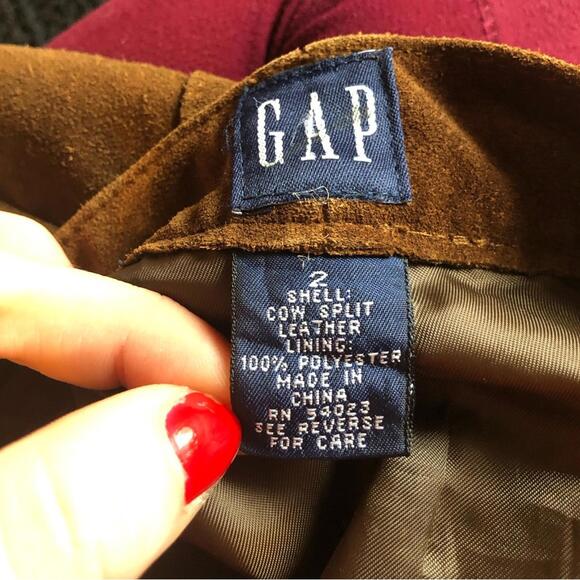 GAP
2
SHELL:
COW SPLIT
LEATHER
LINING:
100% POLYESTER
MADE IN
CHINA
RN 54023
SEE REVERSE
FOR CARE